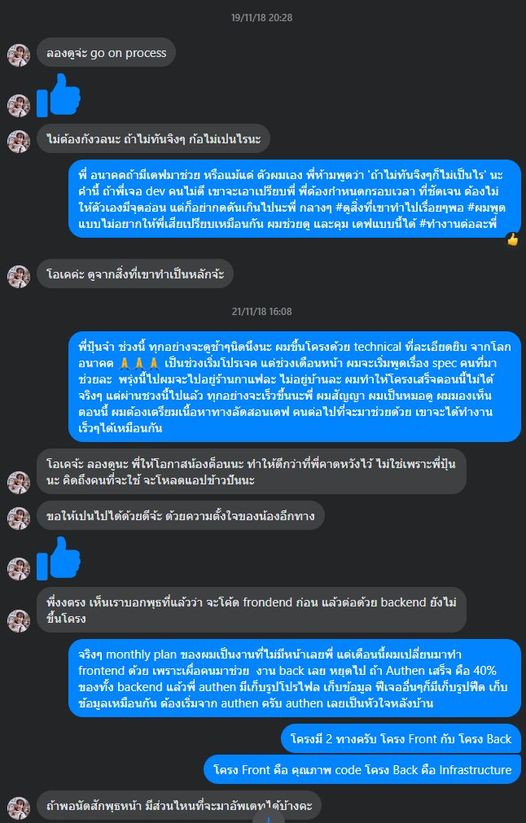 19/11/18 20:28
ลองดูจ่ะ go on process
ไม่ต้องกังวลนะ ถ้าไม่ทันจิงๆ ก้อไม่เปนไรนะ
พี่ อนาคตถ้ามีเดฟมาช่วย หรือแม้แต่ ตัวผมเอง พี่ห้ามพูดว่า 'ถ้าไม่ทันจริงๆก็ไม่เป็นไร' นะ
คำนี้ ถ้าพี่เจอ dev คนไม่ดี เขาจะเอาเปรียบพี่ พี่ต้องกำหนดกรอบเวลา ที่ชัดเจน ต้องไม่
ให้ตัวเองมีจุดอ่อน แต่ก็อย่ากดดันเกินไปนะพี่ กลางๆ #ดูสิ่งที่เขาทำไปเรื่อยๆพอ #ผมพูด
แบบไม่อยากให้พี่เสียเปรียบเหมือนกัน ผมช่วยดู และคุม เดฟแบบนี้ได้ #ทำงานต่อละพี่
โอเคค่ะ ดูจากสิ่งที่เขาทำเป็นหลักจ้ะ
21/11/18 16:08
พี่ปุ้นจ๋า ช่วงนี้ ทุกอย่างจะดูช้าๆนิดนึงนะ ผมขึ้นโครงด้วย technical ที่ละเอียดยิบ จากโลก
อนาคต 🙏🙏🙏 เป็นช่วงเริ่มโปรเจค แต่ช่วงเดือนหน้า ผมจะเริ่มพูดเรื่อง spec คนที่มา
ช่วยละ พรุ่งนี้ไปผมจะไปอยู่ร้านกาแฟละ ไม่อยู่บ้านละ ผมทำให้โครงเสร็จตอนนี้ไม่ได้
จริงๆ แต่ผ่านช่วงนี้ไปแล้ว ทุกอย่างจะเร็วขึ้นนะพี่ ผมสัญญา ผมเป็นหมอดู ผมมองเห็น
ตอนนี้ ผมต้องเตรียมเนื้อหาทางลัดสอนเดฟ คนต่อไปที่จะมาช่วยด้วย เขาจะได้ทำงาน
เร็วๆได้เหมือนกัน
โอเคจ้ะ ลองดูนะ พี่ให้โอกาสน้องต็อนนะ ทำให้ดีกว่าที่พี่คาดหวังไว้ ไม่ใช่เพราะพี่ปุ้น
นะ คิดถึงคนที่จะใช้ จะโหลดแอปข้าวปั้นนะ
ขอให้เปนไปได้ด้วยดีจ้ะ ด้วยความตั้งใจของน้องอีกทาง
พี่งงตรง เห็นเราบอกพุธที่แล้วว่า จะโค้ด frondend ก่อน แล้วต่อด้วย backend ยังไม่
ขึ้นโครง
จริงๆ monthly plan ของผมเป็นงานที่ไม่มีหน้าเลยพี่ แต่เดือนนี้ผมเปลี่ยนมาทำ
frontend ด้วย เพราะเผื่อคนมาช่วย งาน back เลย หยุดไป ถ้า Authen เสร็จ คือ 40%
ของทั้ง backend แล้วพี่ authen มีเก็บรูปโปรไฟล เก็บข้อมูล ฟีเจอื่นๆก็มีเก็บรูปฟีด เก็บ
ข้อมูลเหมือนกัน ต้องเริ่มจาก authen ครับ authen เลยเป็นหัวใจหลังบ้าน
โครงมี 2 ทางครับ โครง Front กับ โครง Back
โครง Front คือ คุณภาพ code โครง Back คือ Infrastructure
ถ้าพอนัดสักพุธหน้า มีส่วนไหนที่จะมาอัพเดทได้บ้างคะ